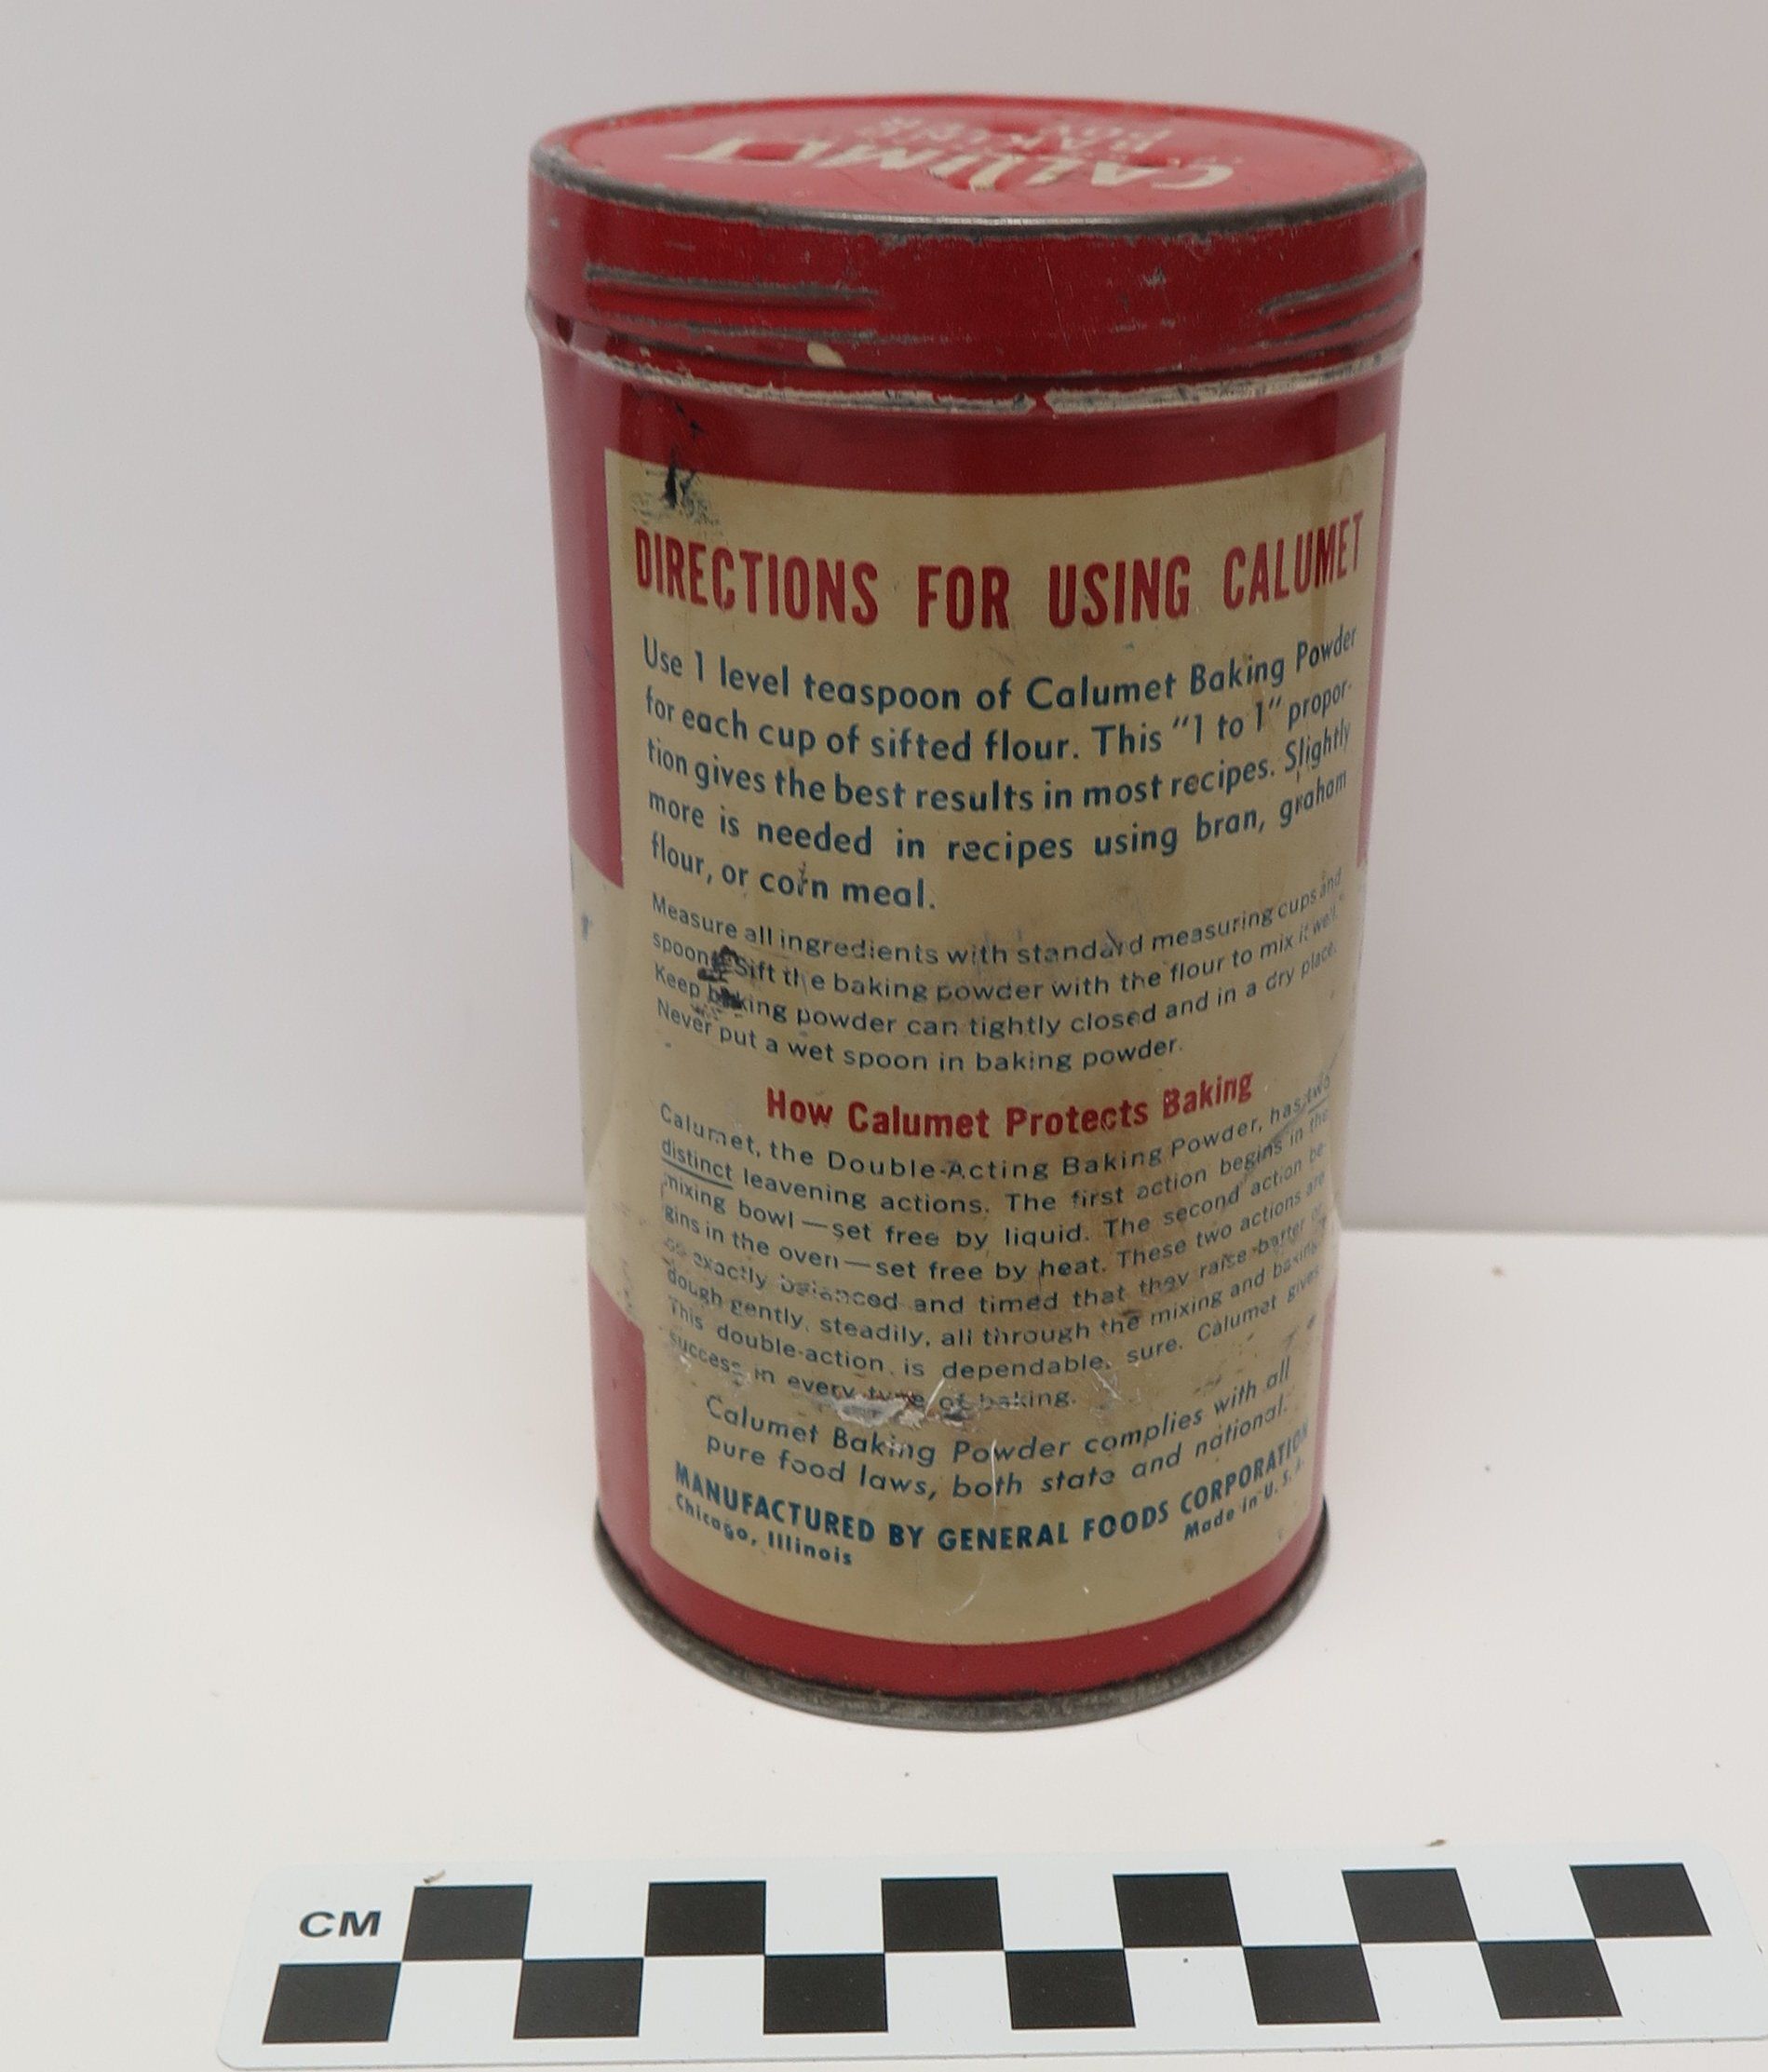 CALUMET
BAKING
DIRECTIONS FOR USING CALUMET
Use 1 level teaspoon of Calumet Baking Powder
for each cup of sifted flour. This "1 to 1" propor-
tion gives the best results in most recipes. Slightly
more is needed in recipes using bran, graham
flour, or corn meal.
Measure all ingredients with standard measuring cups and
spoons. Sift the baking powder with the flour to mix it well.
Keep baking powder can tightly closed and in a dry place.
Never put a wet spoon in baking powder.
How Calumet Protects Baking
Calumet, the Double-Acting Baking Powder, has two
distinct leavening actions. The first action begins in the
mixing bowl—set free by liquid. The second action be-
gins in the oven—set free by heat. These two actions are
so exactly balanced and timed that they raise batter or
dough gently, steadily, all through the mixing and baking.
This double-action is dependable, sure. Calumet gives
success in every type of baking.
Calumet Baking Powder complies with all
pure food laws, both state and national.
MANUFACTURED BY GENERAL FOODS CORPORATION
Chicago, Illinois Made in U. S. A.
CM